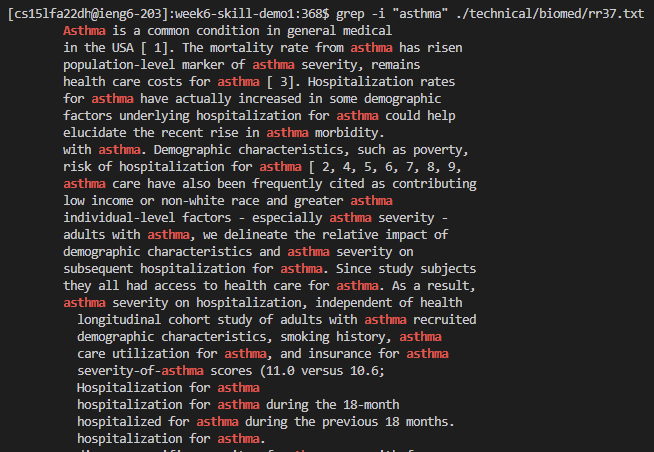 [cs15lfa22dh@ieng6-203]:week6-skill-demo1:368$ grep -i "asthma" ./technical/biomed/rr37.txt
Asthma is a common condition in general medical
in the USA [ 1]. The mortality rate from asthma has risen
population-level marker of asthma severity, remains
health care costs for asthma [ 3]. Hospitalization rates
for asthma have actually increased in some demographic
factors underlying hospitalization for asthma could help
elucidate the recent rise in asthma morbidity.
with asthma. Demographic characteristics, such as poverty,
risk of hospitalization for asthma [ 2, 4, 5, 6, 7, 8, 9,
asthma care have also been frequently cited as contributing
low income or non-white race and greater asthma
individual-level factors - especially asthma severity -
adults with asthma, we delineate the relative impact of
demographic characteristics and asthma severity on
subsequent hospitalization for asthma. Since study subjects
they all had access to health care for asthma. As a result,
asthma severity on hospitalization, independent of health
longitudinal cohort study of adults with asthma recruited
demographic characteristics, smoking history, asthma
care utilization for asthma, and insurance for asthma
severity-of-asthma scores (11.0 versus 10.6;
Hospitalization for asthma
hospitalization for asthma during the 18-month
hospitalized for asthma during the previous 18 months.
hospitalization for asthma.